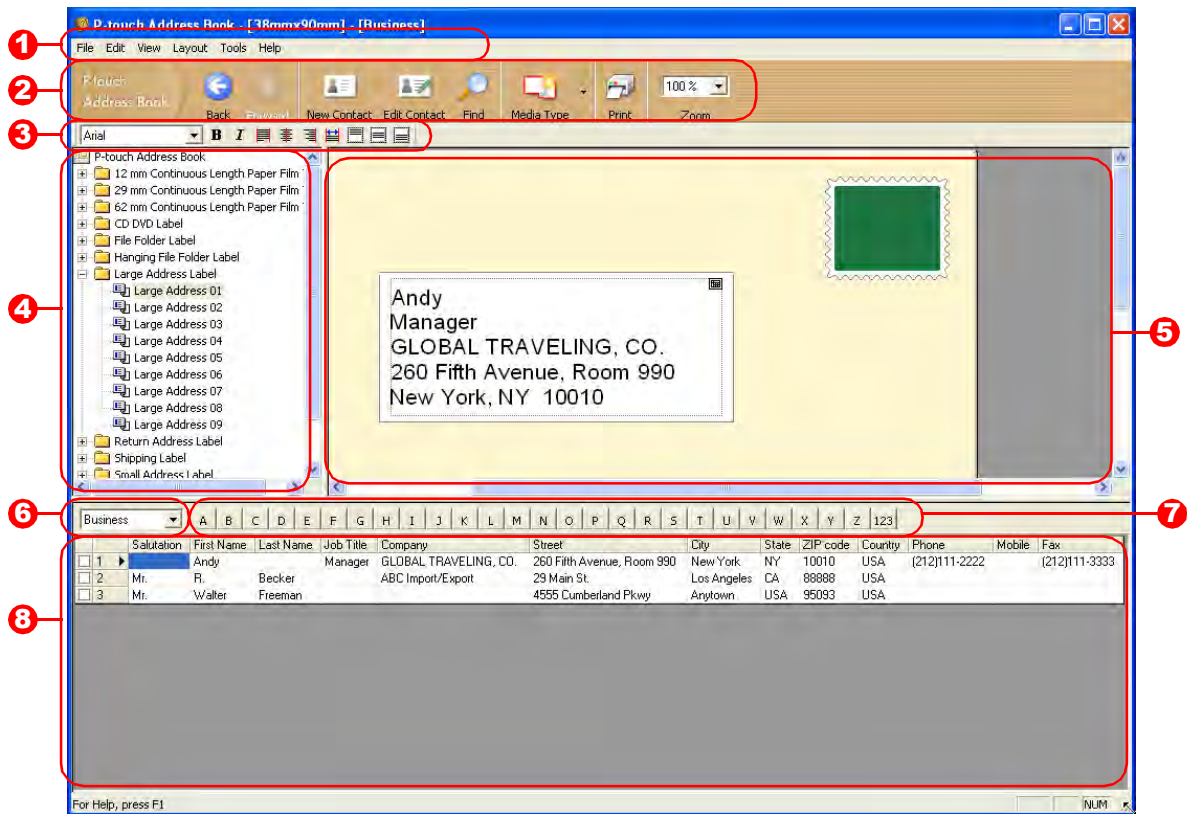 P-touch Address Book - [38mmx90mm] - [Business]
1
File Edit View Layout Tools Help
2
P-touch
Address Book
Back Forward New Contact Edit Contact Find Media Type Print Zoom
100 %
3
Arial B I
4
P-touch Address Book
12 mm Continuous Length Paper Film
29 mm Continuous Length Paper Film
62 mm Continuous Length Paper Film
CD DVD Label
File Folder Label
Hanging File Folder Label
Large Address Label
Large Address 01
Large Address 02
Large Address 03
Large Address 04
Large Address 05
Large Address 06
Large Address 07
Large Address 08
Large Address 09
Return Address Label
Shipping Label
Small Address Label
5
Andy
Manager
GLOBAL TRAVELING, CO.
260 Fifth Avenue, Room 990
New York, NY 10010
6
Business
A B C D E F G H I J K L M N O P Q R S T U V W X Y Z 123
7
8
Salutation First Name Last Name Job Title Company Street City State ZIP code Country Phone Mobile Fax
1 Andy Manager GLOBAL TRAVELING, CO. 260 Fifth Avenue, Room 990 New York NY 10010 USA (212)111-2222 (212)111-3333
2 Mr. R. Becker ABC Import/Export 29 Main St. Los Angeles CA 88888 USA
3 Mr. Walter Freeman 4555 Cumberland Pkwy Anytown USA 95093 USA
For Help, press F1
NUM